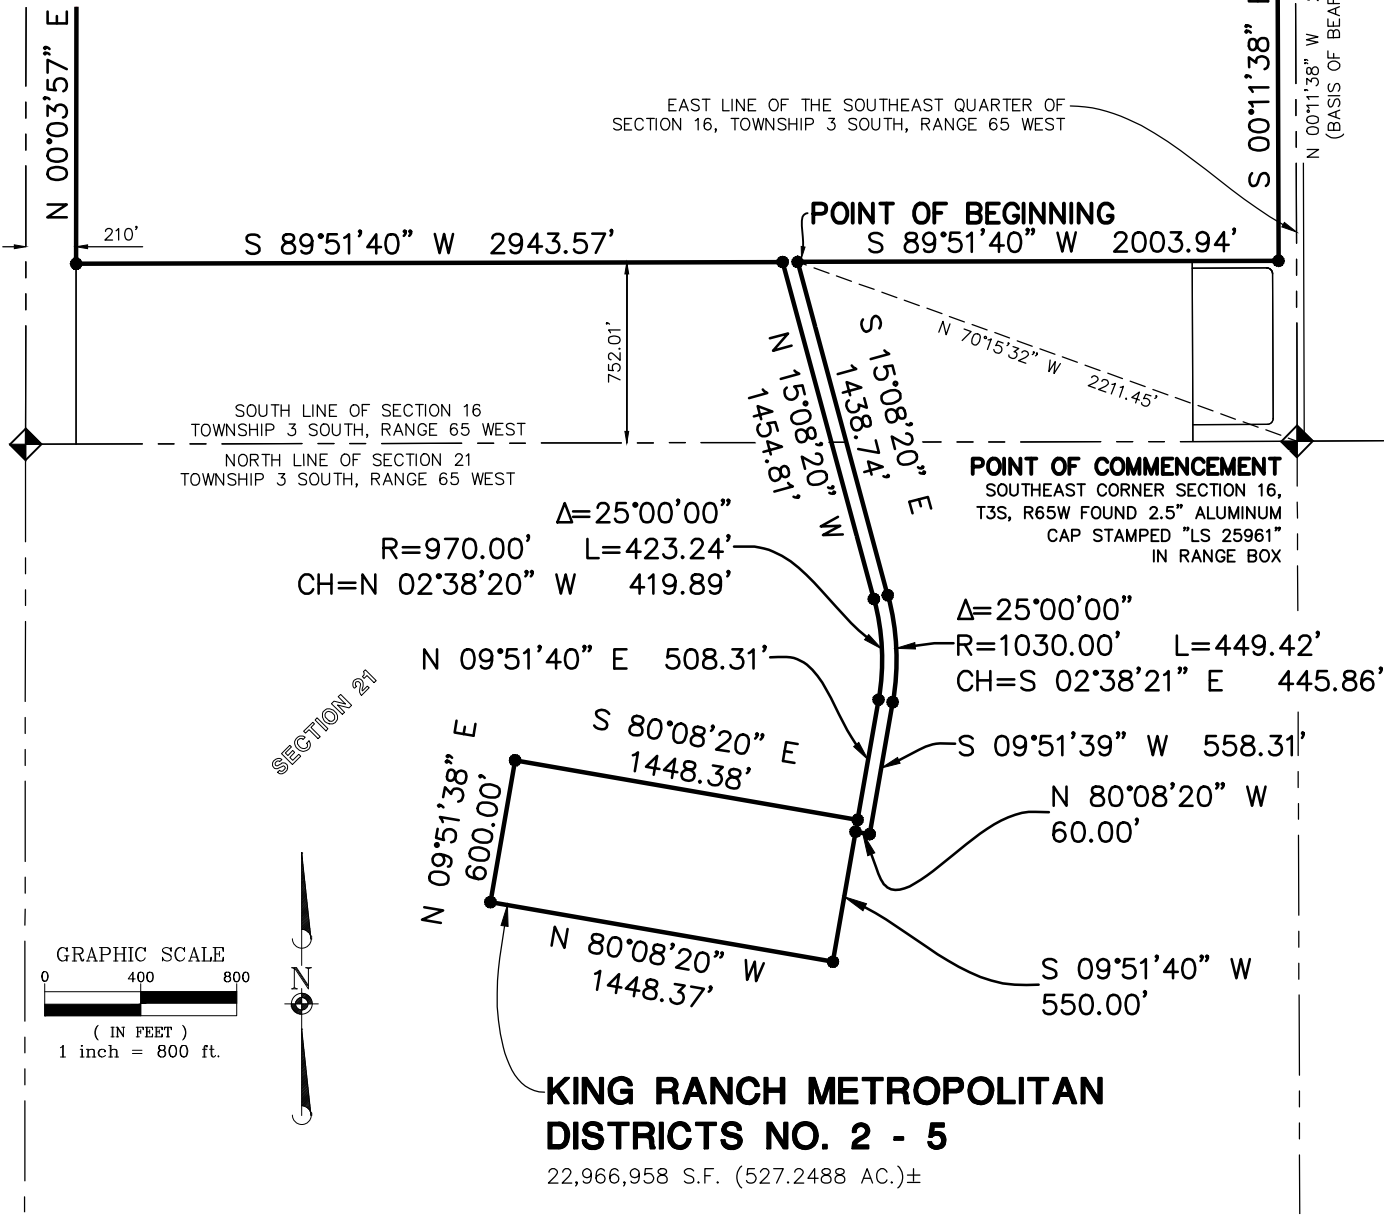 N 00°03'57" E
S 00°11'38"
N 00°11'38" W
(BASIS OF
EAST LINE OF THE SOUTHEAST QUARTER OF
SECTION 16, TOWNSHIP 3 SOUTH, RANGE 65 WEST
POINT OF BEGINNING
210'
S 89°51'40" W 2943.57'
S 89°51'40" W 2003.94'
752.01'
N 15°08'20" W
1454.81'
S 15°08'20" E
1438.74'
N 70°15'32" W 2211.45'
SOUTH LINE OF SECTION 16
TOWNSHIP 3 SOUTH, RANGE 65 WEST
NORTH LINE OF SECTION 21
TOWNSHIP 3 SOUTH, RANGE 65 WEST
POINT OF COMMENCEMENT
SOUTHEAST CORNER SECTION 16,
T3S, R65W FOUND 2.5" ALUMINUM
CAP STAMPED "LS 25961"
IN RANGE BOX
Δ=25°00'00"
R=970.00' L=423.24'
CH=N 02°38'20" W 419.89'
Δ=25°00'00"
R=1030.00' L=449.42'
CH=S 02°38'21" E 445.86'
N 09°51'40" E 508.31'
SECTION 21
S 80°08'20" E
1448.38'
S 09°51'39" W 558.31'
N 09°51'38" E
600.00'
N 80°08'20" W
60.00'
N 80°08'20" W
1448.37'
S 09°51'40" W
550.00'
GRAPHIC SCALE
0 400 800
( IN FEET )
1 inch = 800 ft.
N
KING RANCH METROPOLITAN
DISTRICTS NO. 2 - 5
22,966,958 S.F. (527.2488 AC.)±